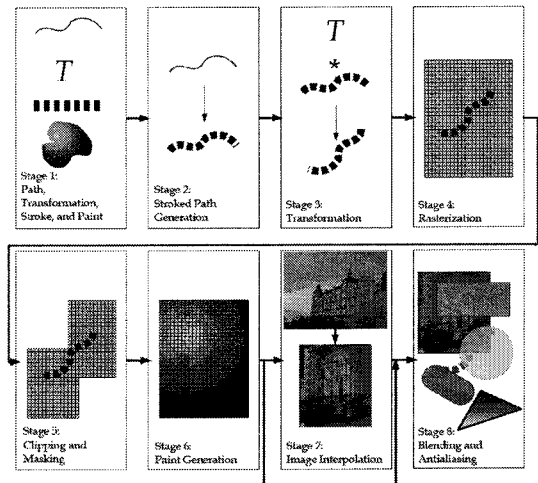 T
Stage 1:
Path,
Transformation,
Stroke, and Paint
Stage 2:
Stroked Path
Generation
T
*
Stage 3:
Transformation
Stage 4:
Rasterization
Stage 5:
Clipping and
Masking
Stage 6:
Paint Generation
Stage 7:
Image Interpolation
Stage 8:
Blending and
Antialiasing